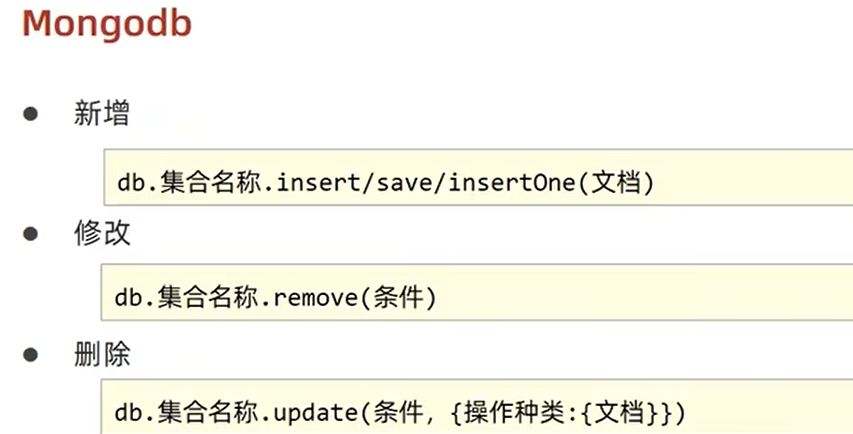 Mongodb
● 新增
db.集合名称.insert/save/insertOne(文档)
● 修改
db.集合名称.remove(条件)
● 删除
db.集合名称.update(条件, {操作种类:{文档}})